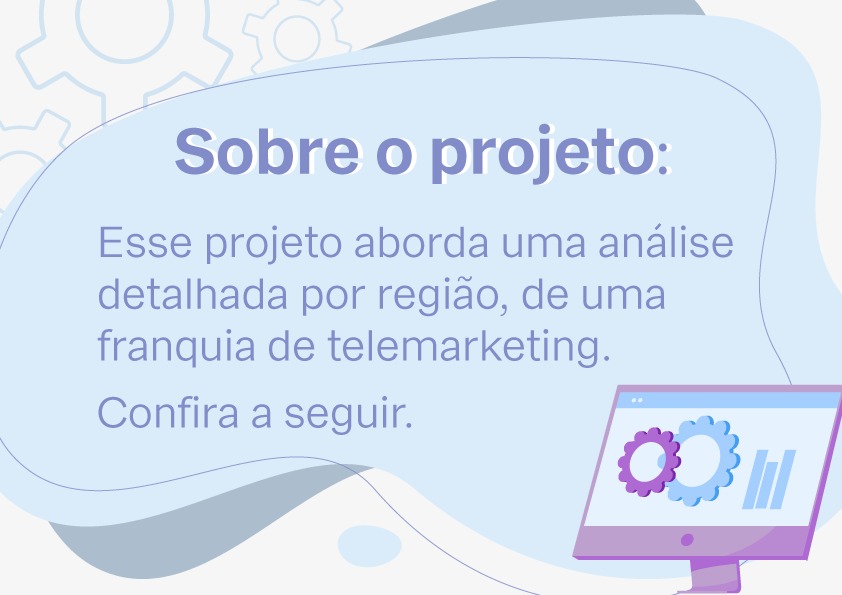 Sobre o projeto:
Esse projeto aborda uma análise
detalhada por região, de uma
franquia de telemarketing.
Confira a seguir.